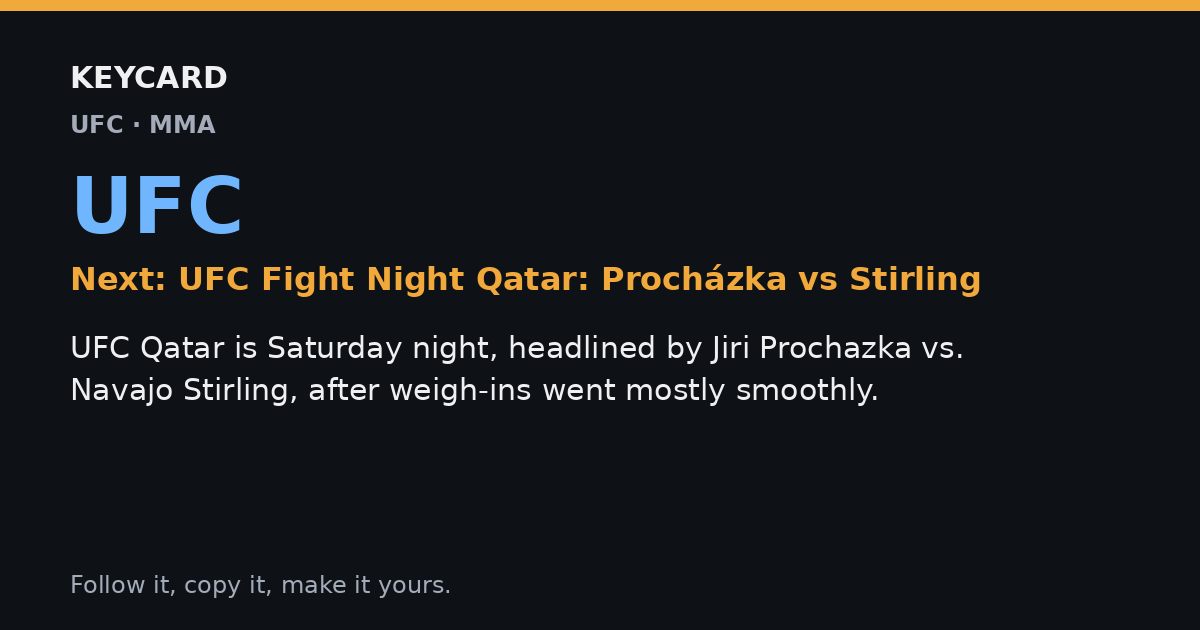 KEYCARD
UFC · MMA
UFC
Next: UFC Fight Night Qatar: Procházka vs Stirling
UFC Qatar is Saturday night, headlined by Jiri Prochazka vs.
Navajo Stirling, after weigh-ins went mostly smoothly.
Follow it, copy it, make it yours.